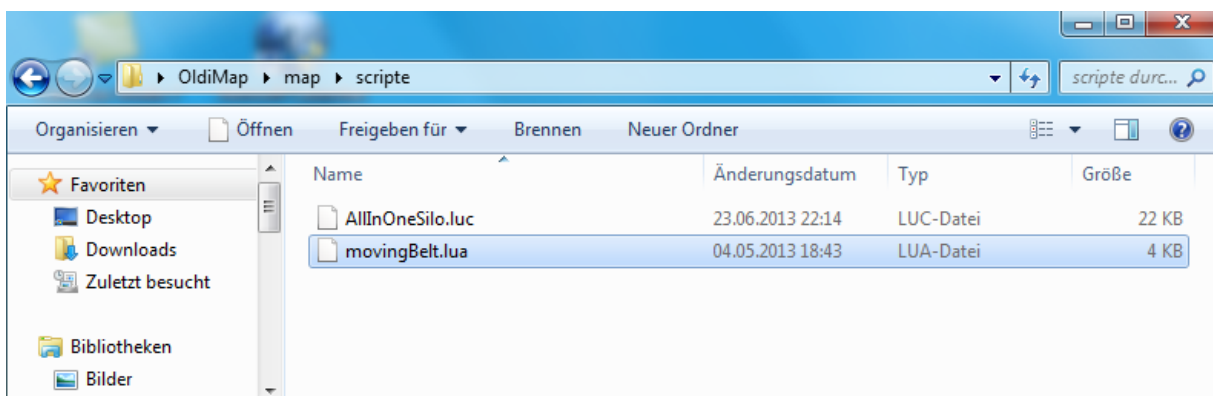 OldiMap ▸ map ▸ scripte
scripte durc...
Organisieren Öffnen Freigeben für Brennen Neuer Ordner
Favoriten
Desktop
Downloads
Zuletzt besucht
Bibliotheken
Bilder
Name Änderungsdatum Typ Größe
AllInOneSilo.luc 23.06.2013 22:14 LUC-Datei 22 KB
movingBelt.lua 04.05.2013 18:43 LUA-Datei 4 KB